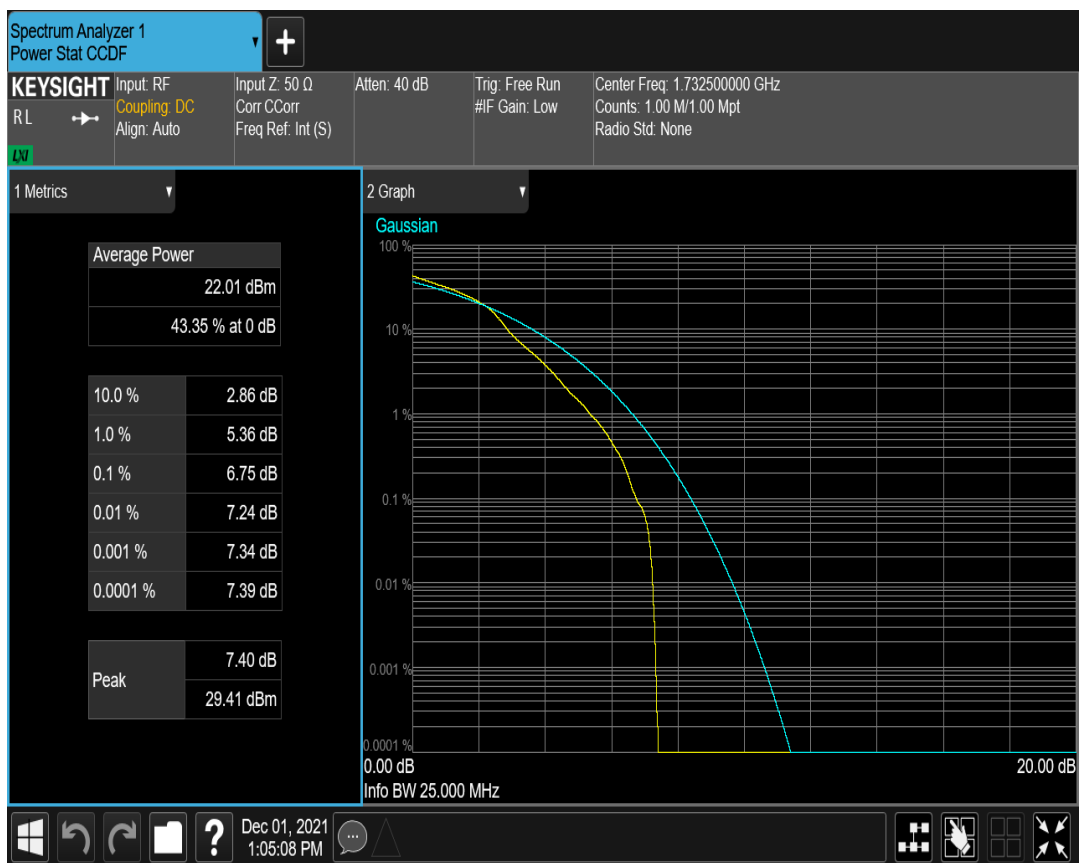 Spectrum Analyzer 1
Power Stat CCDF
+
KEYSIGHT
RL
LXI
Input: RF
Coupling: DC
Align: Auto
Input Z: 50 Ω
Corr CCorr
Freq Ref: Int (S)
Atten: 40 dB
Trig: Free Run
#IF Gain: Low
Center Freq: 1.732500000 GHz
Counts: 1.00 M/1.00 Mpt
Radio Std: None
1 Metrics
Average Power
22.01 dBm
43.35 % at 0 dB
10.0 % 2.86 dB
1.0 % 5.36 dB
0.1 % 6.75 dB
0.01 % 7.24 dB
0.001 % 7.34 dB
0.0001 % 7.39 dB
Peak
7.40 dB
29.41 dBm
2 Graph
Gaussian
100 %
10 %
1 %
0.1 %
0.01 %
0.001 %
0.0001 %
0.00 dB 20.00 dB
Info BW 25.000 MHz
?
Dec 01, 2021
1:05:08 PM